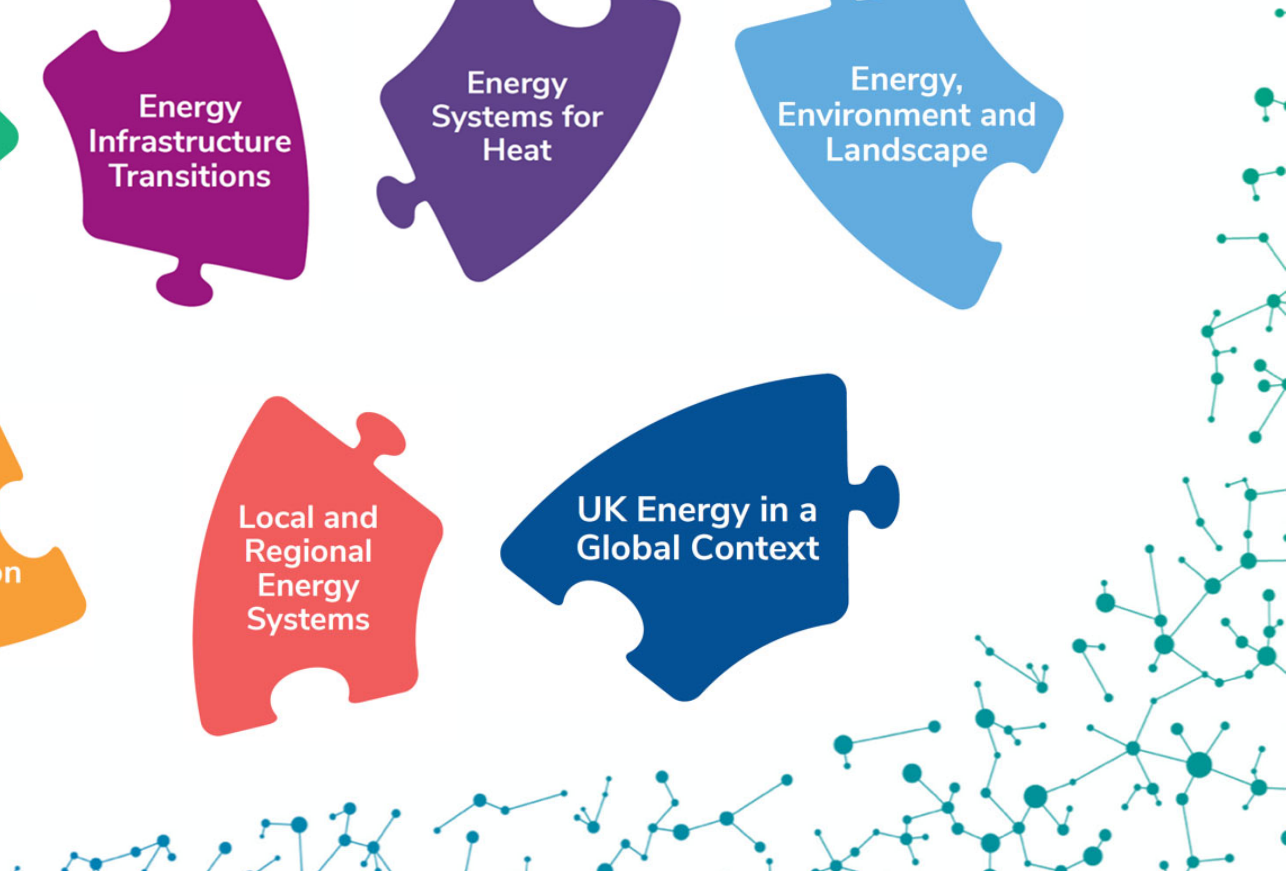 Energy
Infrastructure
Transitions
Energy
Systems for
Heat
Energy,
Environment and
Landscape
Local and
Regional
Energy
Systems
UK Energy in a
Global Context